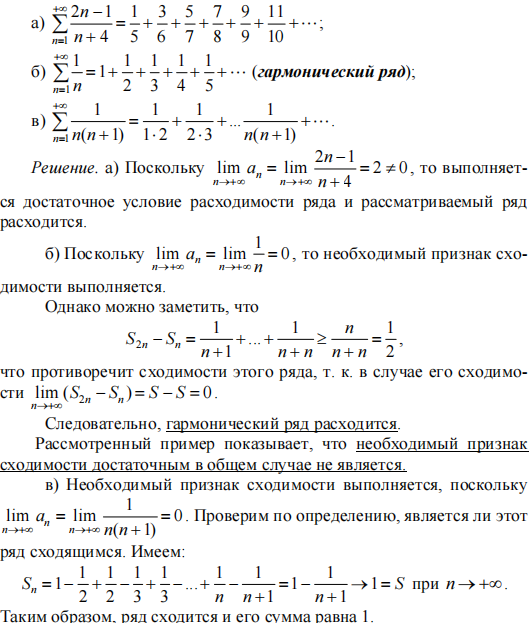 а) $\sum_{n=1}^{+\infty} \frac{2n-1}{n+4} = \frac{1}{5} + \frac{3}{6} + \frac{5}{7} + \frac{7}{8} + \frac{9}{9} + \frac{11}{10} + \cdots$;
б) $\sum_{n=1}^{+\infty} \frac{1}{n} = 1 + \frac{1}{2} + \frac{1}{3} + \frac{1}{4} + \frac{1}{5} + \cdots$ (гармонический ряд);
в) $\sum_{n=1}^{+\infty} \frac{1}{n(n+1)} = \frac{1}{1 \cdot 2} + \frac{1}{2 \cdot 3} + \ldots \frac{1}{n(n+1)} + \cdots$.
Решение. а) Поскольку $\lim_{n \to +\infty} a_n = \lim_{n \to +\infty} \frac{2n-1}{n+4} = 2 \neq 0$, то выполняет-
ся достаточное условие расходимости ряда и рассматриваемый ряд
расходится.
б) Поскольку $\lim_{n \to +\infty} a_n = \lim_{n \to +\infty} \frac{1}{n} = 0$, то необходимый признак схо-
димости выполняется.
Однако можно заметить, что
$S_{2n} - S_n = \frac{1}{n+1} + \ldots + \frac{1}{n+n} \geq \frac{n}{n+n} = \frac{1}{2}$,
что противоречит сходимости этого ряда, т. к. в случае его сходимо-
сти $\lim_{n \to +\infty} (S_{2n} - S_n) = S - S = 0$.
Следовательно, гармонический ряд расходится.
Рассмотренный пример показывает, что необходимый признак
сходимости достаточным в общем случае не является.
в) Необходимый признак сходимости выполняется, поскольку
$\lim_{n \to +\infty} a_n = \lim_{n \to +\infty} \frac{1}{n(n+1)} = 0$. Проверим по определению, является ли этот
ряд сходящимся. Имеем:
$S_n = 1 - \frac{1}{2} + \frac{1}{2} - \frac{1}{3} + \frac{1}{3} - \ldots + \frac{1}{n} - \frac{1}{n+1} = 1 - \frac{1}{n+1} \to 1 = S$ при $n \to +\infty$.
Таким образом, ряд сходится и его сумма равна 1.